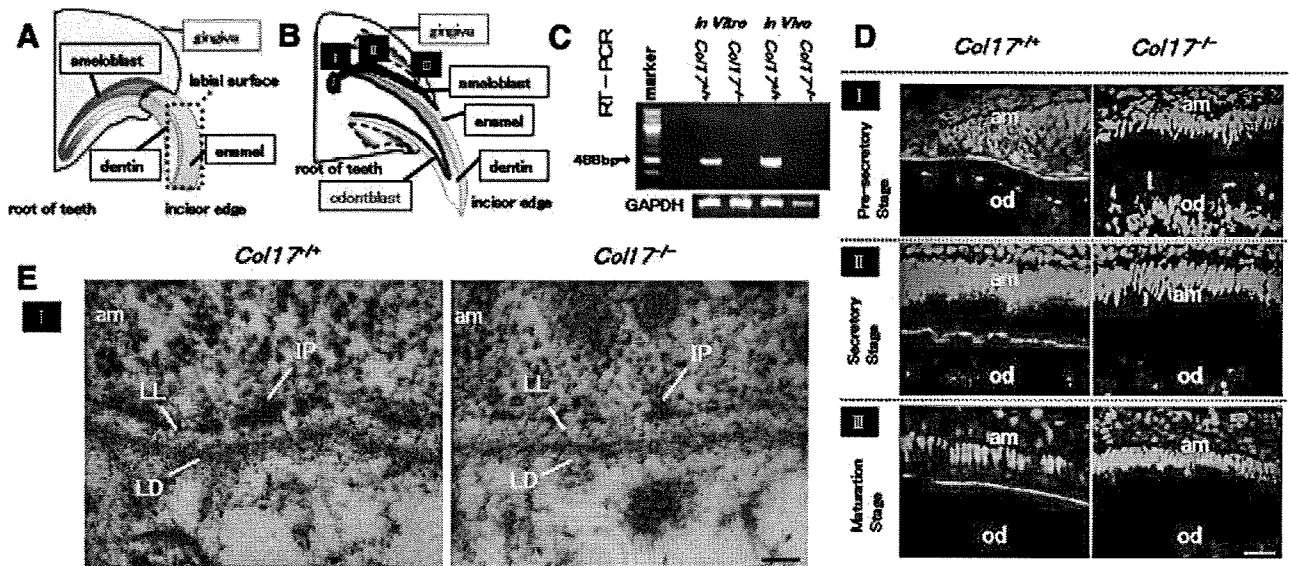 A
gingiva
ameloblast
labial surface
dentin
enamel
root of teeth
incisor edge
B
gingiva
I
II
III
ameloblast
enamel
root of teeth
dentin
odontblast
incisor edge
C
RT-PCR
marker
in Vitro
in Vivo
Col17+/+
Col17-/-
Col17+/+
Col17-/-
488bp→
GAPDH
D
Col17+/+
Col17-/-
I
Pre-secretory Stage
am
od
am
od
II
Secretory Stage
am
od
am
od
III
Maturation Stage
am
od
am
od
E
Col17+/+
Col17-/-
I
am
IP
LL
LD
am
IP
LL
LD